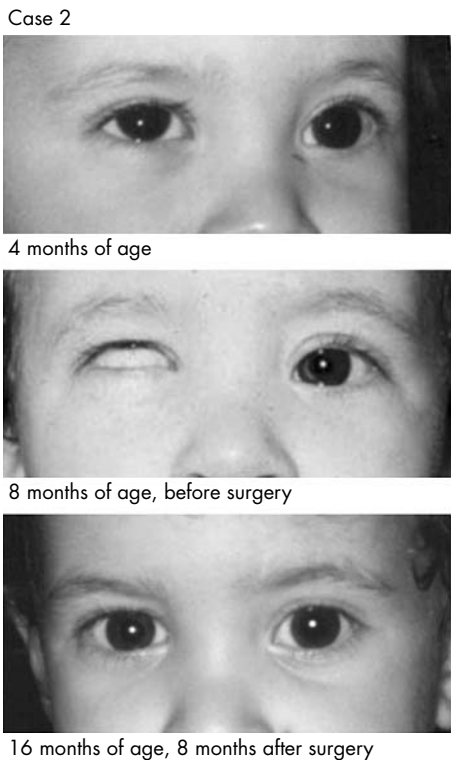 Case 2
4 months of age
8 months of age, before surgery
16 months of age, 8 months after surgery